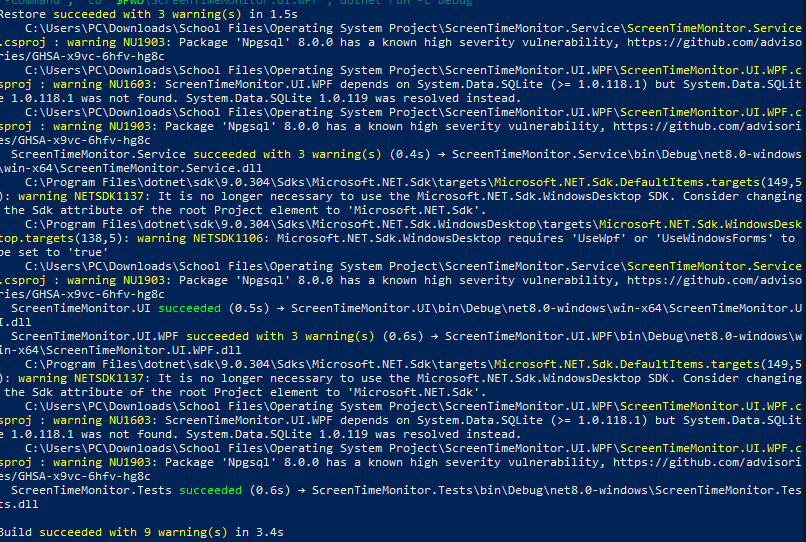 -Command", "cd '$PWD\ScreenTimeMonitor.UI.WPF'; dotnet run -c Debug"
Restore succeeded with 3 warning(s) in 1.5s
C:\Users\PC\Downloads\School Files\Operating System Project\ScreenTimeMonitor.Service\ScreenTimeMonitor.Service
.csproj : warning NU1903: Package 'Npgsql' 8.0.0 has a known high severity vulnerability, https://github.com/adviso
ries/GHSA-x9vc-6hfv-hg8c
C:\Users\PC\Downloads\School Files\Operating System Project\ScreenTimeMonitor.UI.WPF\ScreenTimeMonitor.UI.WPF.c
sproj : warning NU1603: ScreenTimeMonitor.UI.WPF depends on System.Data.SQLite (>= 1.0.118.1) but System.Data.SQLit
e 1.0.118.1 was not found. System.Data.SQLite 1.0.119 was resolved instead.
C:\Users\PC\Downloads\School Files\Operating System Project\ScreenTimeMonitor.UI.WPF\ScreenTimeMonitor.UI.WPF.c
sproj : warning NU1903: Package 'Npgsql' 8.0.0 has a known high severity vulnerability, https://github.com/advisori
es/GHSA-x9vc-6hfv-hg8c
ScreenTimeMonitor.Service succeeded with 3 warning(s) (0.4s) → ScreenTimeMonitor.Service\bin\Debug\net8.0-windows
\win-x64\ScreenTimeMonitor.Service.dll
C:\Program Files\dotnet\sdk\9.0.304\Sdks\Microsoft.NET.Sdk\targets\Microsoft.NET.Sdk.DefaultItems.targets(149,5
): warning NETSDK1137: It is no longer necessary to use the Microsoft.NET.Sdk.WindowsDesktop SDK. Consider changing
the Sdk attribute of the root Project element to 'Microsoft.NET.Sdk'.
C:\Program Files\dotnet\sdk\9.0.304\Sdks\Microsoft.NET.Sdk.WindowsDesktop\targets\Microsoft.NET.Sdk.WindowsDesk
top.targets(138,5): warning NETSDK1106: Microsoft.NET.Sdk.WindowsDesktop requires 'UseWpf' or 'UseWindowsForms' to
be set to 'true'
C:\Users\PC\Downloads\School Files\Operating System Project\ScreenTimeMonitor.Service\ScreenTimeMonitor.Service
.csproj : warning NU1903: Package 'Npgsql' 8.0.0 has a known high severity vulnerability, https://github.com/adviso
ries/GHSA-x9vc-6hfv-hg8c
ScreenTimeMonitor.UI succeeded (0.5s) → ScreenTimeMonitor.UI\bin\Debug\net8.0-windows\win-x64\ScreenTimeMonitor.U
I.dll
ScreenTimeMonitor.UI.WPF succeeded with 3 warning(s) (0.6s) → ScreenTimeMonitor.UI.WPF\bin\Debug\net8.0-windows\w
in-x64\ScreenTimeMonitor.UI.WPF.dll
C:\Program Files\dotnet\sdk\9.0.304\Sdks\Microsoft.NET.Sdk\targets\Microsoft.NET.Sdk.DefaultItems.targets(149,5
): warning NETSDK1137: It is no longer necessary to use the Microsoft.NET.Sdk.WindowsDesktop SDK. Consider changing
the Sdk attribute of the root Project element to 'Microsoft.NET.Sdk'.
C:\Users\PC\Downloads\School Files\Operating System Project\ScreenTimeMonitor.UI.WPF\ScreenTimeMonitor.UI.WPF.c
sproj : warning NU1603: ScreenTimeMonitor.UI.WPF depends on System.Data.SQLite (>= 1.0.118.1) but System.Data.SQLit
e 1.0.118.1 was not found. System.Data.SQLite 1.0.119 was resolved instead.
C:\Users\PC\Downloads\School Files\Operating System Project\ScreenTimeMonitor.UI.WPF\ScreenTimeMonitor.UI.WPF.c
sproj : warning NU1903: Package 'Npgsql' 8.0.0 has a known high severity vulnerability, https://github.com/advisori
es/GHSA-x9vc-6hfv-hg8c
ScreenTimeMonitor.Tests succeeded (0.6s) → ScreenTimeMonitor.Tests\bin\Debug\net8.0-windows\ScreenTimeMonitor.Tes
ts.dll
Build succeeded with 9 warning(s) in 3.4s